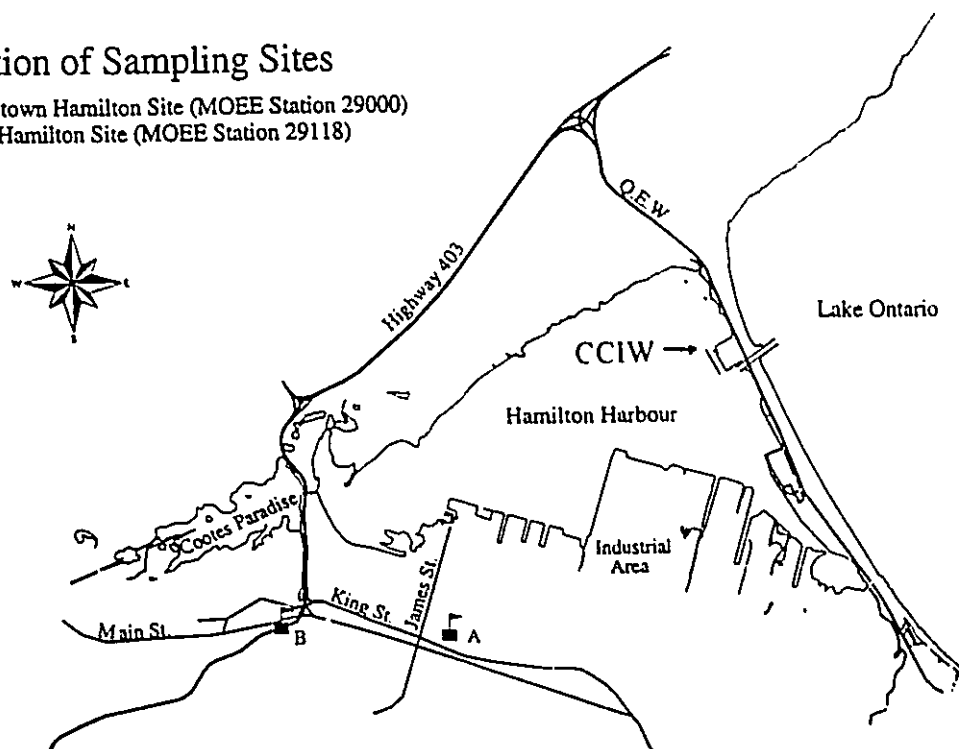 tion of Sampling Sites
town Hamilton Site (MOEE Station 29000)
Hamilton Site (MOEE Station 29118)
N
W
E
S
Q.E.W
Highway 403
Lake Ontario
CCIW
Hamilton Harbour
Cootes Paradise
Industrial
Area
James St.
King St.
Main St.
B
A